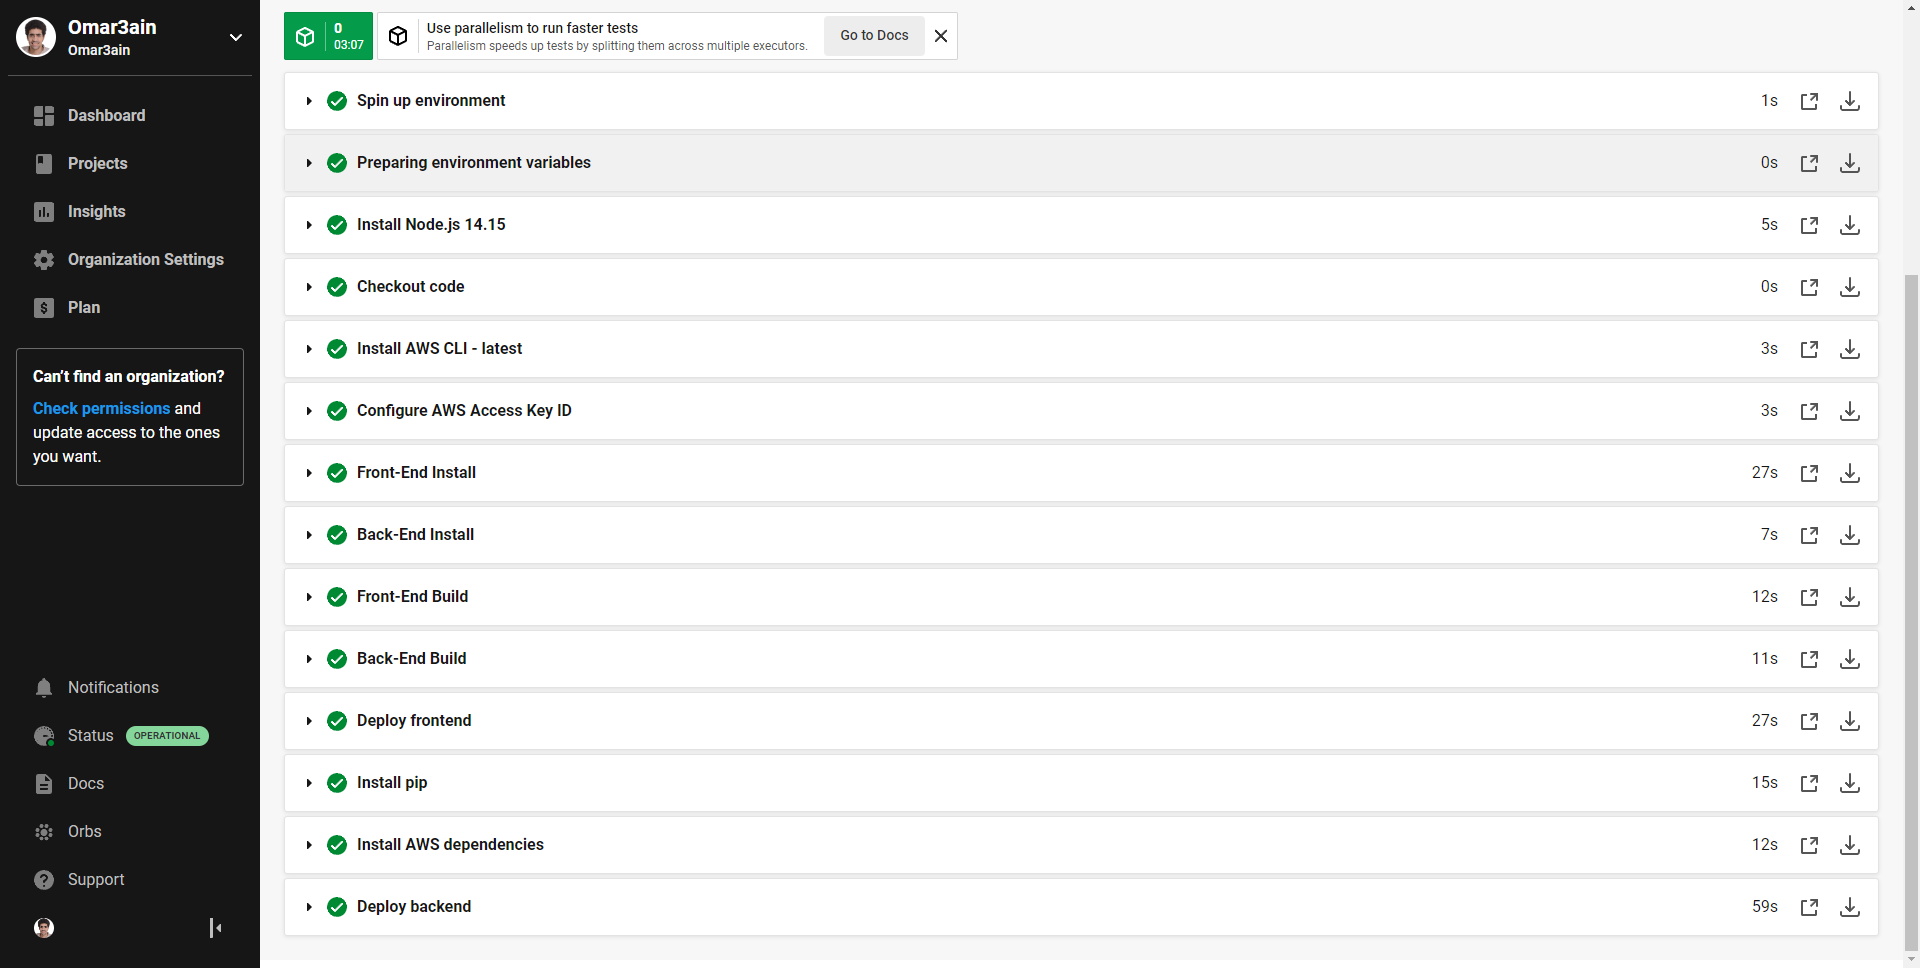 Omar3ain
Omar3ain
Dashboard
Projects
Insights
Organization Settings
Plan
Can't find an organization?
Check permissions and
update access to the ones
you want.
Notifications
Status OPERATIONAL
Docs
Orbs
Support
0
03:07
Use parallelism to run faster tests
Parallelism speeds up tests by splitting them across multiple executors.
Go to Docs
Spin up environment 1s
Preparing environment variables 0s
Install Node.js 14.15 5s
Checkout code 0s
Install AWS CLI - latest 3s
Configure AWS Access Key ID 3s
Front-End Install 27s
Back-End Install 7s
Front-End Build 12s
Back-End Build 11s
Deploy frontend 27s
Install pip 15s
Install AWS dependencies 12s
Deploy backend 59s